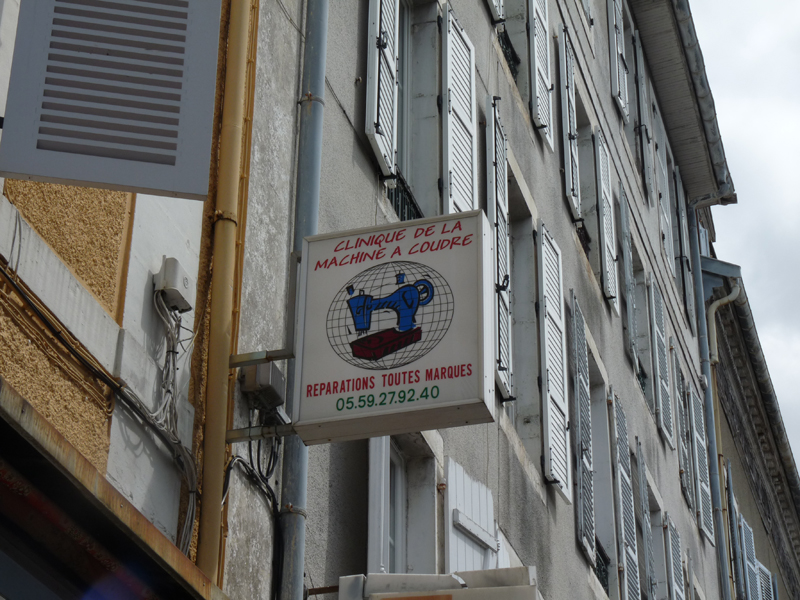 CLINIQUE DE LA
MACHINE A COUDRE
REPARATIONS TOUTES MARQUES
05.59.27.92.40